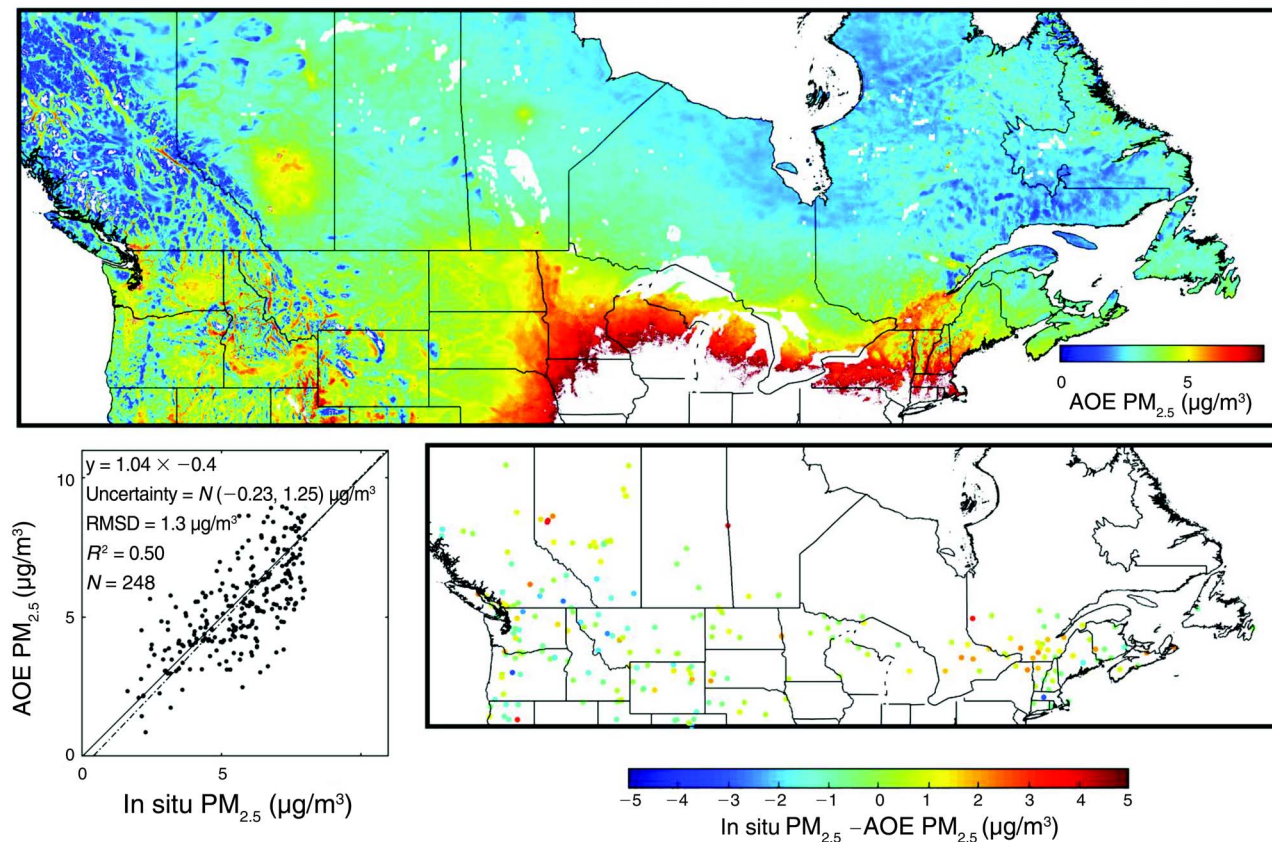 0 5
AOE PM2.5 (µg/m³)
y = 1.04 × −0.4
Uncertainty = N (−0.23, 1.25) µg/m³
RMSD = 1.3 µg/m³
R² = 0.50
N = 248
10
5
0
0 5
AOE PM2.5 (µg/m³)
In situ PM2.5 (µg/m³)
−5 −4 −3 −2 −1 0 1 2 3 4 5
In situ PM2.5 −AOE PM2.5 (µg/m³)